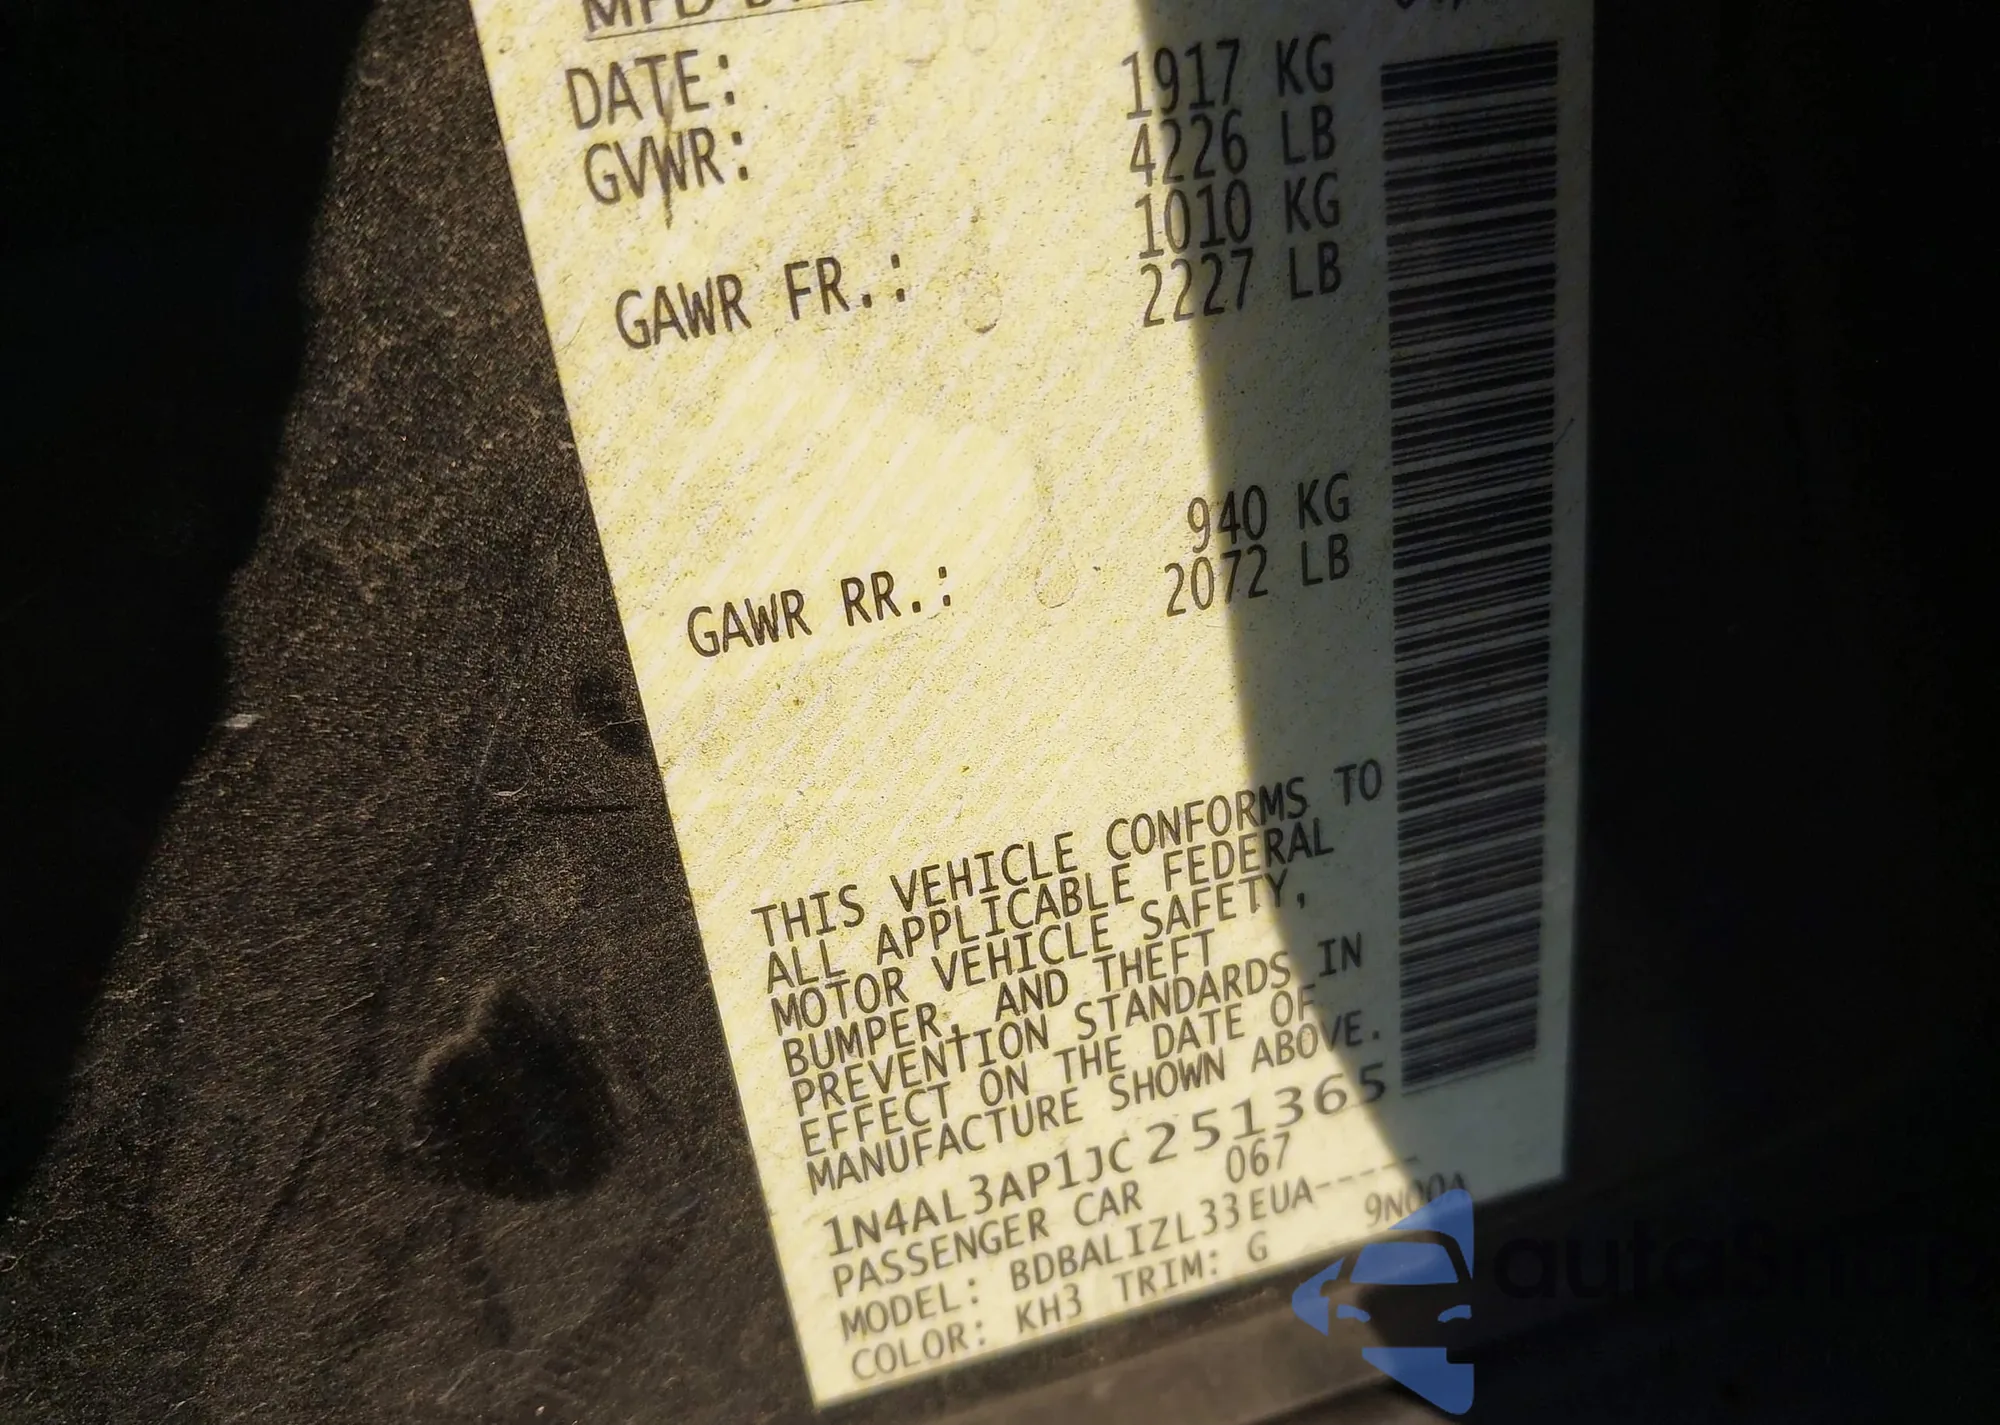 DATE:
1917 KG
GVWR:
4226 LB
1010 KG
GAWR FR.:
2227 LB
940 KG
GAWR RR.:
2072 LB
THIS VEHICLE CONFORMS TO
ALL APPLICABLE FEDERAL
MOTOR VEHICLE SAFETY,
BUMPER, AND THEFT
PREVENTION STANDARDS IN
EFFECT ON THE DATE OF
MANUFACTURE SHOWN ABOVE.
1N4AL3AP1JC251365
PASSENGER CAR 067
MODEL: BDBALIZL33EUA-----
COLOR: KH3 TRIM: G 9N00A